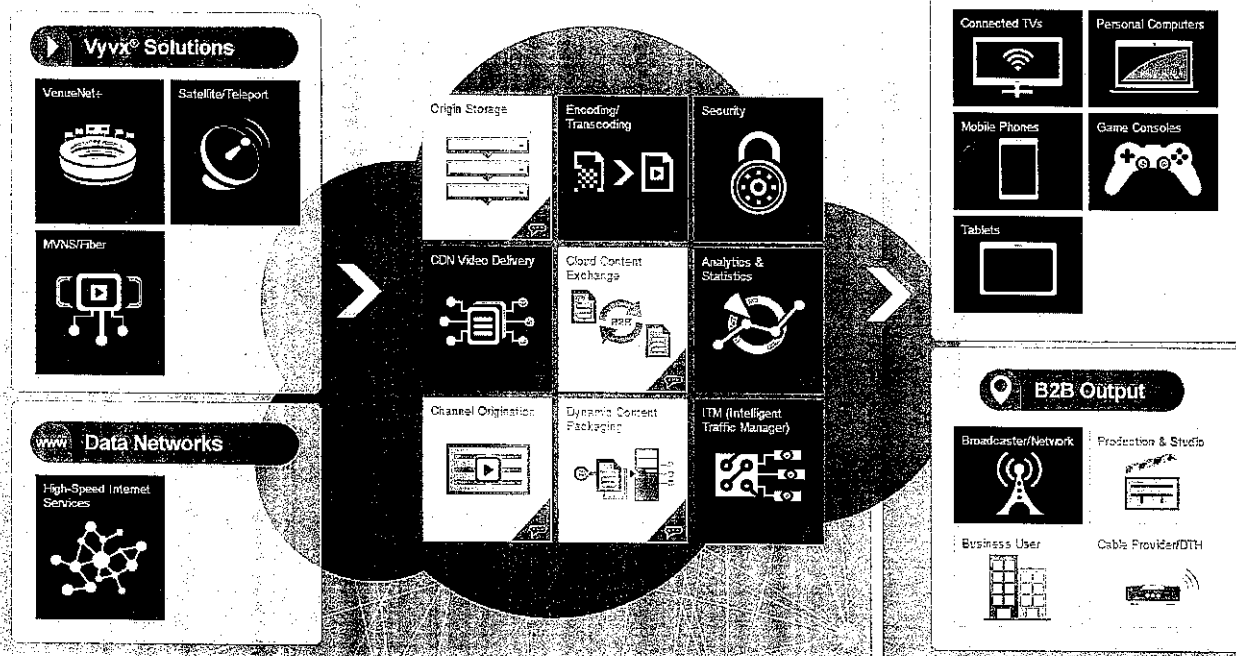 Vyvx® Solutions
VenueNet+
Satellite/Teleport
MVNS/Fiber
www
Data Networks
High-Speed Internet
Services
Origin Storage
Encoding/
Transcoding
Security
CDN Video Delivery
Cloud Content
Exchange
B2B
Analytics &
Statistics
Channel Origination
Dynamic Content
Packaging
ITM (Intelligent
Traffic Manager)
Connected TVs
Personal Computers
Mobile Phones
Game Consoles
Tablets
B2B Output
Broadcaster/Network
Production & Studio
Business User
Cable Provider/DTH